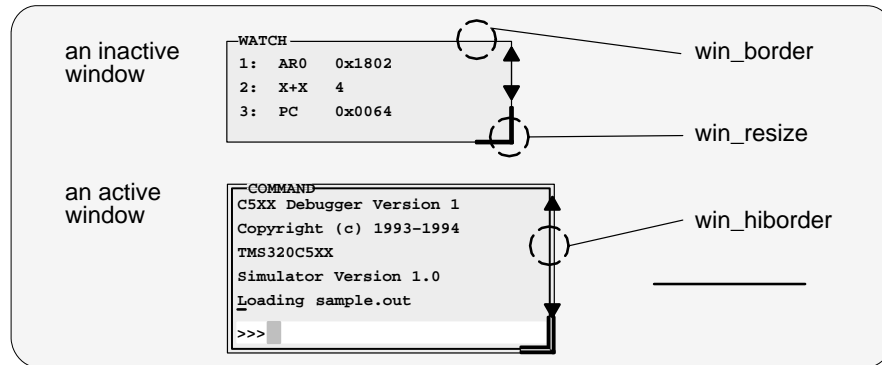 an inactive
window
WATCH
1: AR0 0x1802
2: X+X 4
3: PC 0x0064
win_border
win_resize
an active
window
COMMAND
C5XX Debugger Version 1
Copyright (c) 1993–1994
TMS320C5XX
Simulator Version 1.0
Loading sample.out
>>>
win_hiborder